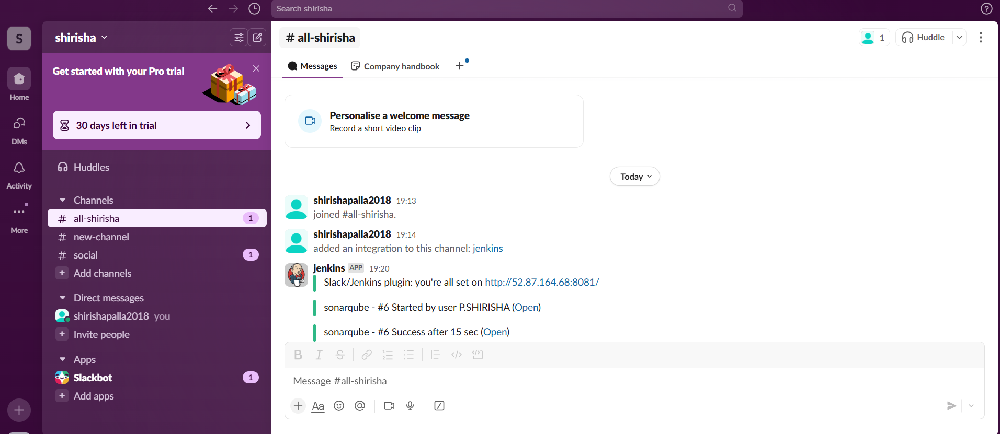 Search shirisha
S
Home
DMs
Activity
More
shirisha
Get started with your Pro trial
30 days left in trial
Huddles
Channels
# all-shirisha 1
# new-channel
# social 1
+ Add channels
Direct messages
shirishapalla2018 you
+ Invite people
Apps
Slackbot 1
+ Add apps
# all-shirisha
1
Huddle
Messages
Company handbook
+
Personalise a welcome message
Record a short video clip
Today
shirishapalla2018 19:13
joined #all-shirisha.
shirishapalla2018 19:14
added an integration to this channel: jenkins
jenkins APP 19:20
Slack/Jenkins plugin: you're all set on http://52.87.164.68:8081/
sonarqube - #6 Started by user P.SHIRISHA (Open)
sonarqube - #6 Success after 15 sec (Open)
Message #all-shirisha
Aa